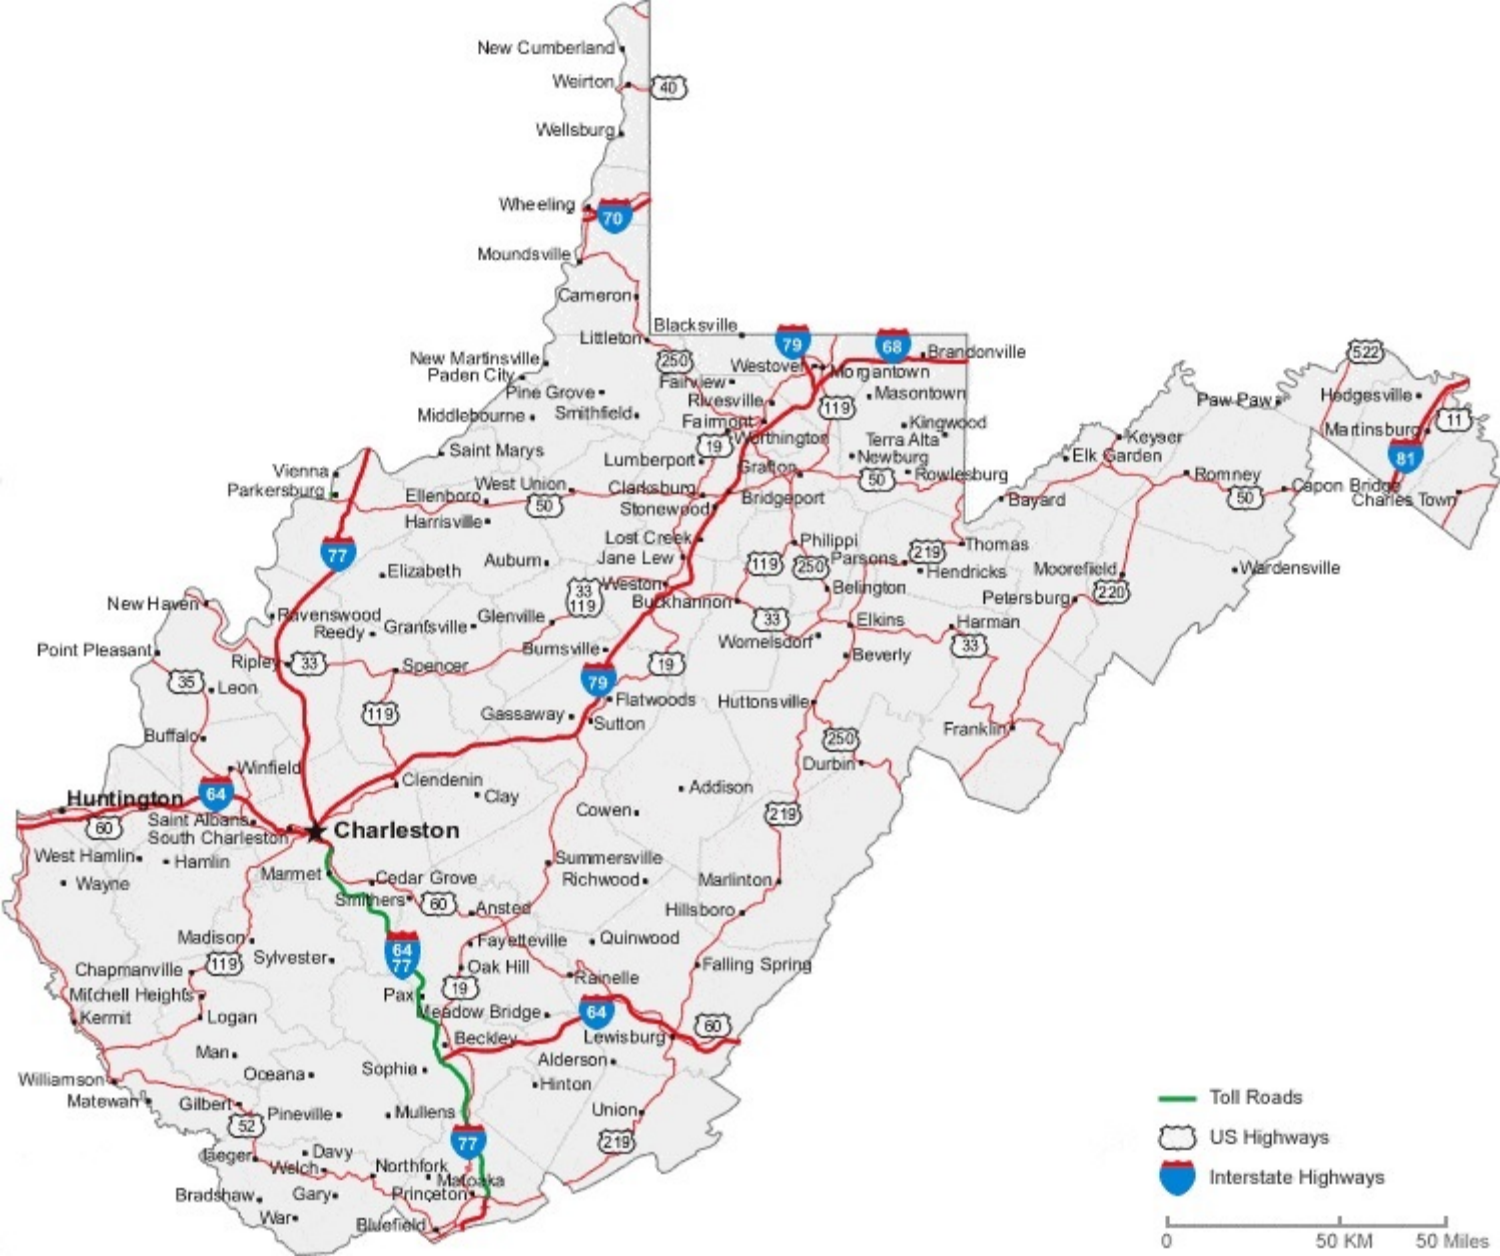 New Cumberland
Weirton
40
Wellsburg
Wheeling
70
Moundsville
Cameron
Blacksville
Littleton
79
68
Brandonville
522
New Martinsville
250
Westover
Morgantown
Paden City
Fairview
Pine Grove
Masontown
Hedgesville
Rivesville
Paw Paw
119
Middlebourne
Smithfield
Fairmont
Kingwood
11
Martinsburg
Worthington
Terra Alta
Keyser
19
Saint Marys
Newburg
Elk Garden
81
Lumberport
Grafton
Vienna
Rowlesburg
Romney
50
West Union
Clarksburg
Capon Bridge
Parkersburg
Ellenboro
Bridgeport
Bayard
50
Charles Town
50
Stonewood
Harrisville
Lost Creek
Philippi
Thomas
77
Jane Lew
Parsons
219
Auburn
119
250
Elizabeth
Hendricks
Moorefield
Wardensville
Weston
Belington
33
119
220
New Haven
Buckhannon
Petersburg
Ravenswood
Glenville
33
Elkins
Harman
Reedy
Grantsville
Womelsdorf
33
Point Pleasant
Burnsville
Beverly
Ripley
33
Spencer
19
35
Leon
79
Flatwoods
Huttonsville
119
Gassaway
Sutton
Franklin
Buffalo
250
Durbin
Winfield
Clendenin
Addison
64
Huntington
Clay
Cowen
219
60
Saint Albans
Charleston
South Charleston
West Hamlin
Hamlin
Summersville
Marmet
Cedar Grove
Richwood
Marlinton
Wayne
Smithers
60
Ansted
Hillsboro
Madison
Fayetteville
Quinwood
64
77
Sylvester
119
Chapmanville
Oak Hill
Falling Spring
Rainelle
Mitchell Heights
Pax
19
Kermit
Logan
Meadow Bridge
64
60
Beckley
Lewisburg
Man
Alderson
Oceana
Sophie
Williamson
Hinton
Matewan
Gilbert
Toll Roads
Pineville
Mullens
Union
52
US Highways
77
219
Iaeger
Davy
Welch
Northfork
Interstate Highways
Matoaka
Bradshaw
Gary
Princeton
War
Bluefield
0
50 KM
50 Miles